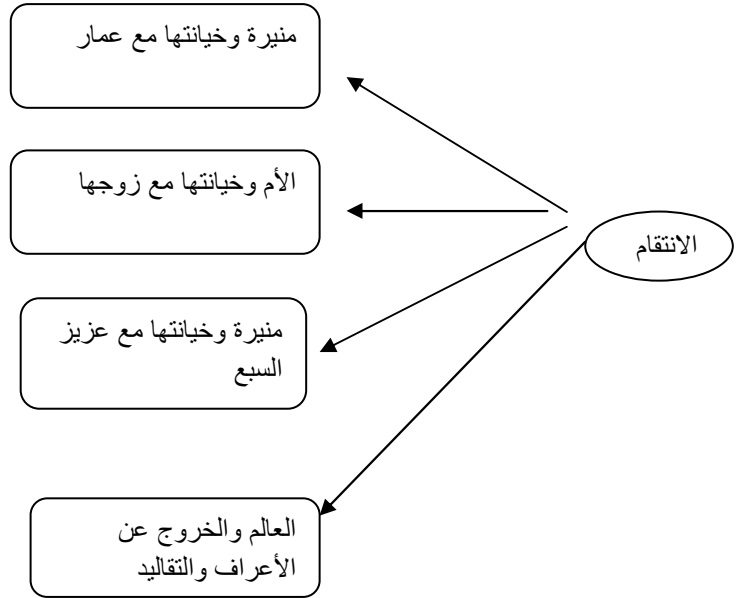 منيرة وخيانتها مع عمار
الأم وخيانتها مع زوجها
الانتقام
منيرة وخيانتها مع عزيز
السبع
العالم والخروج عن
الأعراف والتقاليد